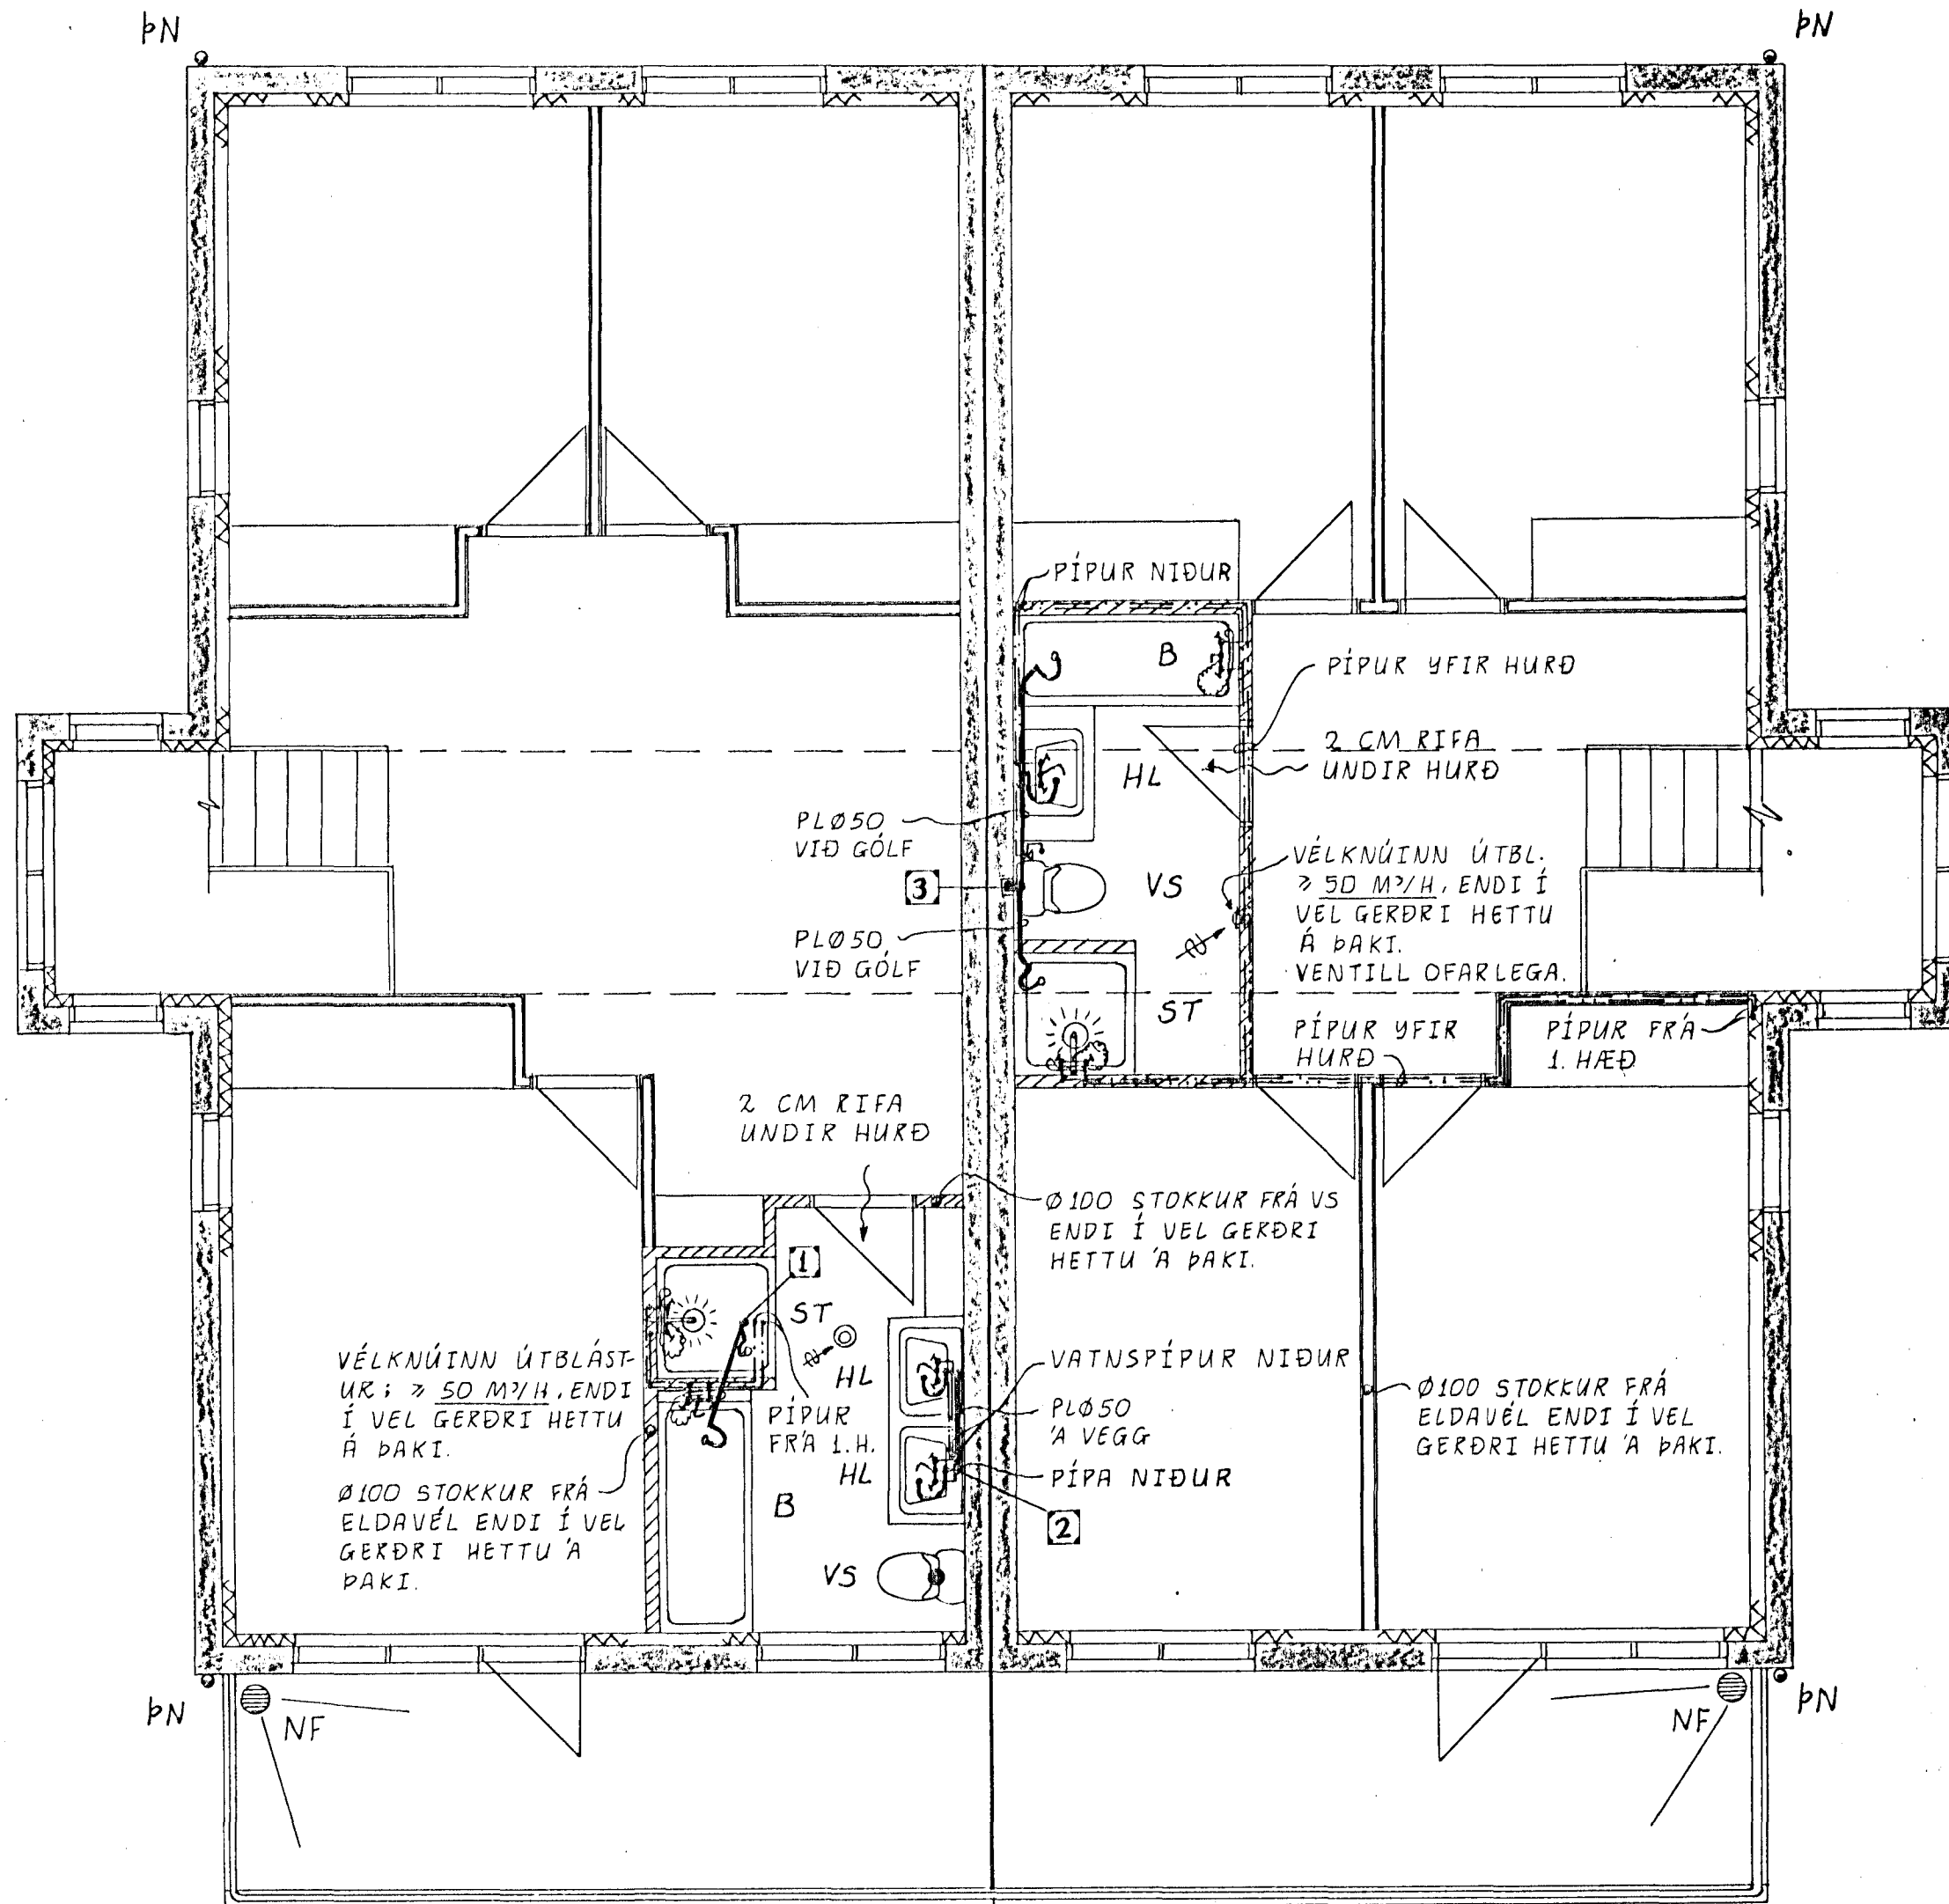 ÞN
ÞN
PÍPUR NIÐUR
B
PÍPUR YFIR HURÐ
2 CM RIFA
UNDIR HURÐ
HL
PLØ50
VIÐ GÓLF
3
VS
VÉLKNÚINN ÚTBL.
≥ 50 M³/H, ENDI Í
VEL GERÐRI HETTU
Á ÞAKI.
VENTILL OFARLEGA.
PLØ50
VIÐ GÓLF
ST
PÍPUR YFIR
HURÐ
PÍPUR FRÁ
1. HÆÐ
2 CM RIFA
UNDIR HURÐ
Ø100 STOKKUR FRÁ VS
ENDI Í VEL GERÐRI
HETTU Á ÞAKI.
1
ST
HL
VÉLKNÚINN ÚTBLÁST-
UR: ≥ 50 M³/H, ENDI
Í VEL GERÐRI HETTU
Á ÞAKI.
PÍPUR
FRÁ 1.H.
HL
VATNSPÍPUR NIÐUR
PLØ50
Á VEGG
PÍPA NIÐUR
2
Ø100 STOKKUR FRÁ
ELDAVÉL ENDI Í VEL
GERÐRI HETTU Á ÞAKI.
Ø100 STOKKUR FRÁ
ELDAVÉL ENDI Í VEL
GERÐRI HETTU Á
ÞAKI.
B
VS
ÞN
NF
NF
ÞN